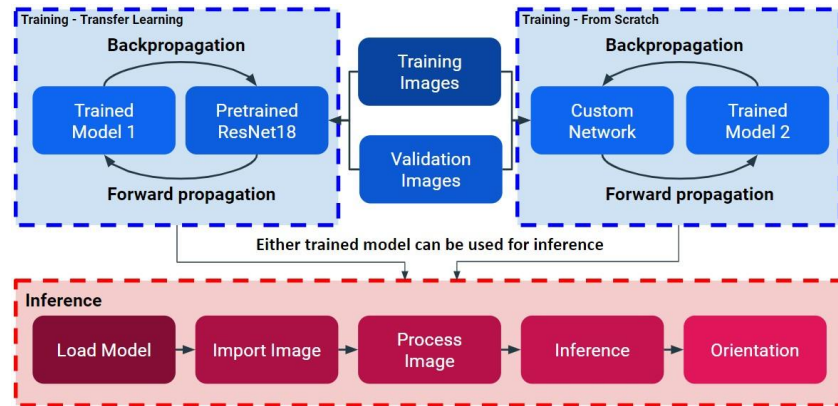 Training - Transfer Learning
Backpropagation
Trained
Model 1
Pretrained
ResNet18
Forward propagation
Training
Images
Validation
Images
Training - From Scratch
Backpropagation
Custom
Network
Trained
Model 2
Forward propagation
Either trained model can be used for inference
Inference
Load Model
Import Image
Process
Image
Inference
Orientation